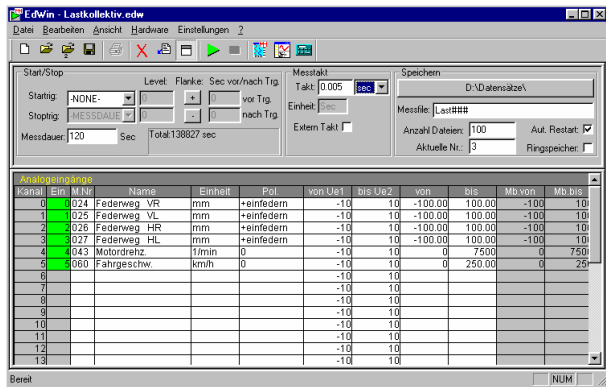 EdWin - Lastkollektiv.edw
Datei Bearbeiten Ansicht Hardware Einstellungen ?
Start/Stop
Level: Flanke: Sec vor/nach Trg.
Startrig: -NONE- 0 + 0 vor Trg.
Stoptrig: -MESSDAUE 0 - 0 nach Trg.
Messdauer: 120 Sec Total:138827 sec
Messtakt
Takt: 0.005 sec
Einheit: Sec
Extern Takt
Speichern
D:\Datensätze\
Messfile: Last###
Anzahl Dateien: 100 Aut. Restart:
Aktuelle Nr.: 3 Ringspeicher:
Analogeingänge
Kanal Ein M.Nr Name Einheit Pol. von Ue1 bis Ue2 von bis Mb.von Mb.bis
0 0 024 Federweg VR mm +einfedern -10 10 -100.00 100.00 -100 10
1 1 025 Federweg VL mm +einfedern -10 10 -100.00 100.00 -100 10
2 2 026 Federweg HR mm +einfedern -10 10 -100.00 100.00 -100 10
3 3 027 Federweg HL mm +einfedern -10 10 -100.00 100.00 -100 10
4 4 043 Motordrehz. 1/min 0 -10 10 0 7500 0 750
5 5 060 Fahrgeschw. km/h 0 -10 10 0 250.00 0 25
6 -10 10
7 -10 10
8 -10 10
9 -10 10
10 -10 10
11 -10 10
12 -10 10
13 -10 10
Bereit NUM